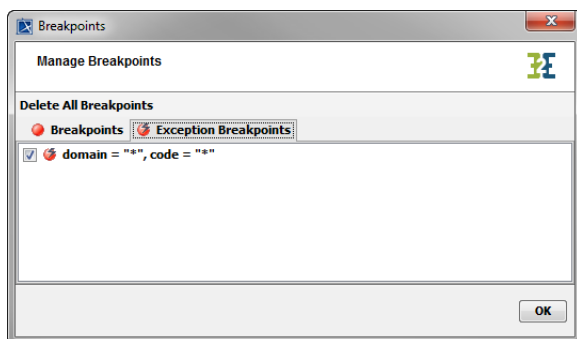 Breakpoints
Manage Breakpoints
Delete All Breakpoints
Breakpoints Exception Breakpoints
domain = "*", code = "*"
OK